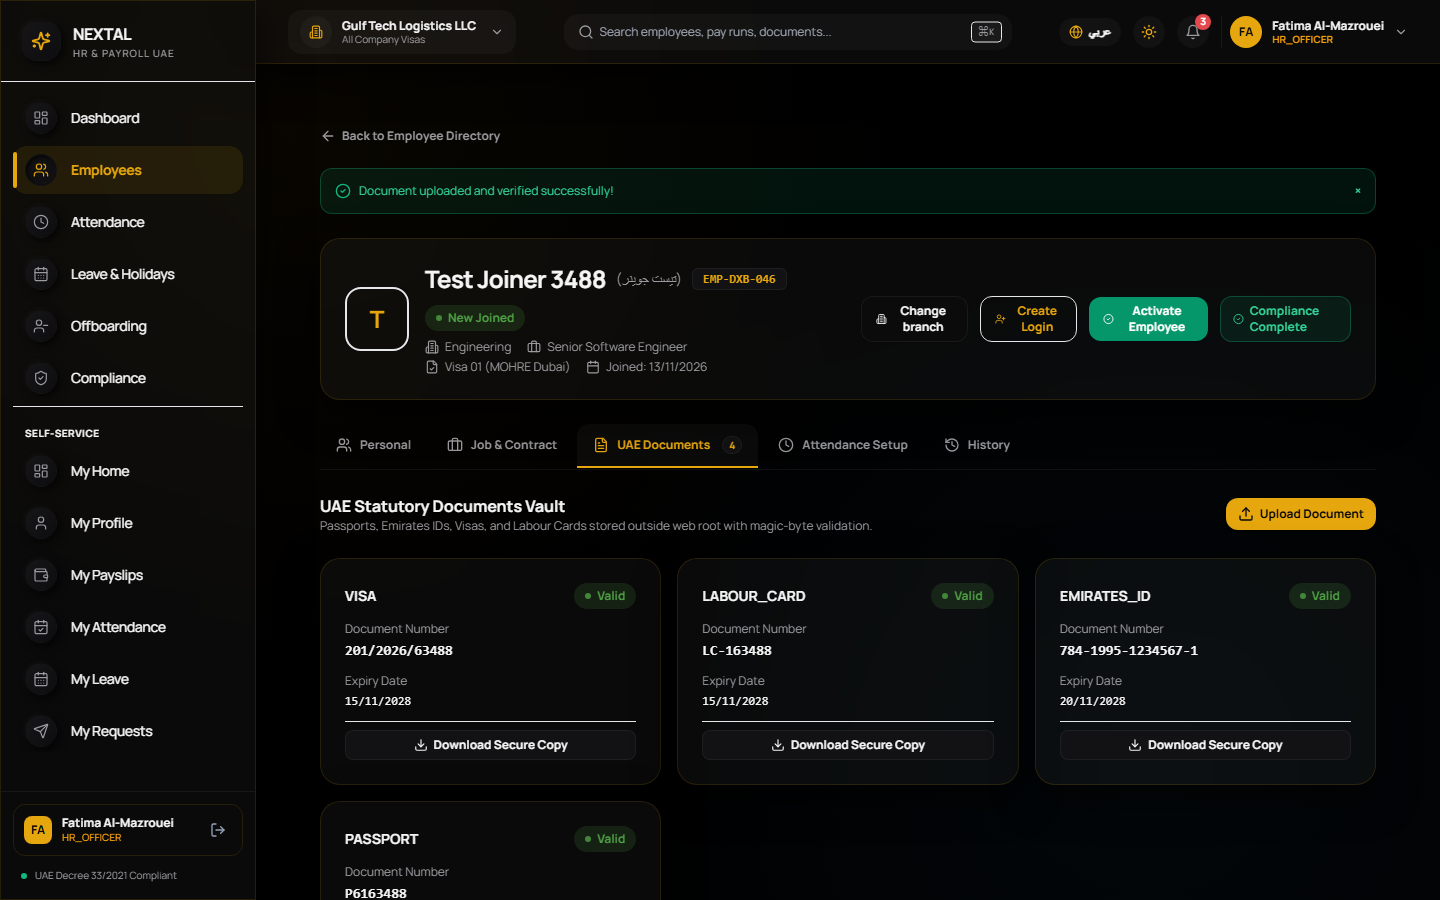 NEXTAL
HR & PAYROLL UAE
Gulf Tech Logistics LLC
All Company Visas
Search employees, pay runs, documents...
⌘K
عربي
3
FA
Fatima Al-Mazrouei
HR_OFFICER
Dashboard
Employees
Attendance
Leave & Holidays
Offboarding
Compliance
SELF-SERVICE
My Home
My Profile
My Payslips
My Attendance
My Leave
My Requests
FA
Fatima Al-Mazrouei
HR_OFFICER
UAE Decree 33/2021 Compliant
Back to Employee Directory
Document uploaded and verified successfully!
×
T
Test Joiner 3488 (تيست جوينر) EMP-DXB-046
New Joined
Engineering Senior Software Engineer
Visa 01 (MOHRE Dubai) Joined: 13/11/2026
Change branch
Create Login
Activate Employee
Compliance Complete
Personal
Job & Contract
UAE Documents 4
Attendance Setup
History
UAE Statutory Documents Vault
Passports, Emirates IDs, Visas, and Labour Cards stored outside web root with magic-byte validation.
Upload Document
VISA
Valid
Document Number
201/2026/63488
Expiry Date
15/11/2028
Download Secure Copy
LABOUR_CARD
Valid
Document Number
LC-163488
Expiry Date
15/11/2028
Download Secure Copy
EMIRATES_ID
Valid
Document Number
784-1995-1234567-1
Expiry Date
20/11/2028
Download Secure Copy
PASSPORT
Valid
Document Number
P6163488